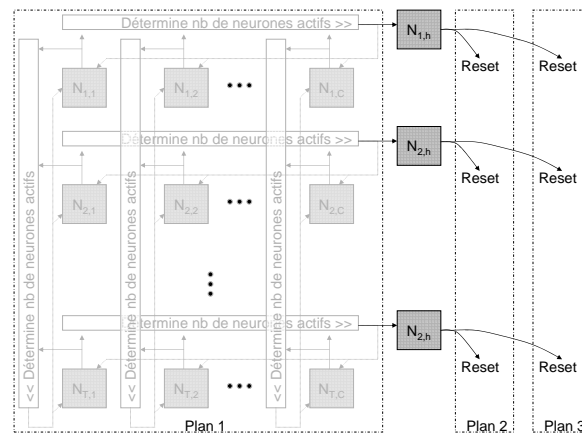 Détermine nb de neurones actifs >>
N1,h
Reset
Reset
N1,1
N1,2
N1,C
Détermine nb de neurones actifs >>
N2,h
Reset
Reset
N2,1
N2,2
N2,C
<< Détermine nb de neurones actifs
<< Détermine nb de neurones actifs
<< Détermine nb de neurones actifs
Détermine nb de neurones actifs >>
N2,h
Reset
Reset
NT,1
NT,2
NT,C
Plan 1
Plan 2
Plan 3